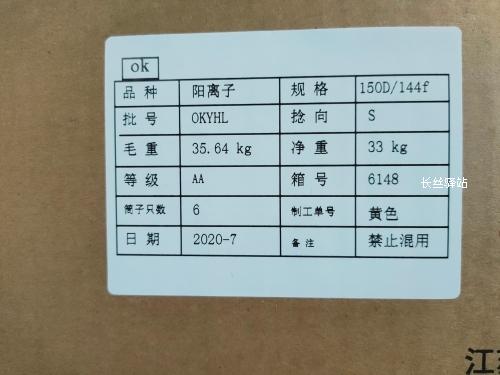 ok
品种 阳离子 规格 150D/144f
批号 OKYHL 捻向 S
毛重 35.64 kg 净重 33 kg
等级 AA 箱号 6148
长丝驿站
筒子只数 6 制工单号 黄色
日期 2020-7 备注 禁止混用